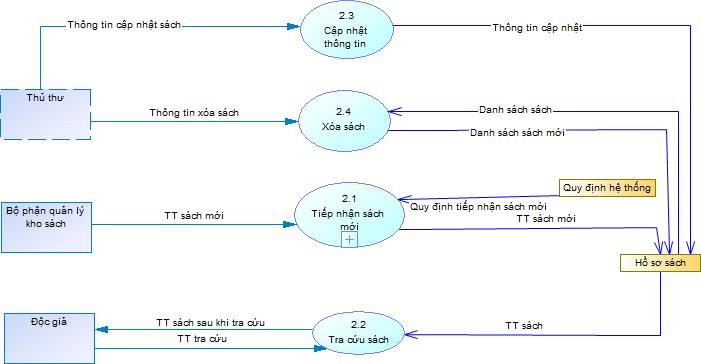 Thông tin cập nhật sách
2.3
Cập nhật
thông tin
Thông tin cập nhật
Thủ thư
Thông tin xóa sách
2.4
Xóa sách
Danh sách sách
Danh sách sách mới
Quy định hệ thống
Bộ phận quản lý
kho sách
TT sách mới
2.1
Tiếp nhận sách
mới
Quy định tiếp nhận sách mới
TT sách mới
Hồ sơ sách
Độc giả
TT sách sau khi tra cứu
TT tra cứu
2.2
Tra cứu sách
TT sách